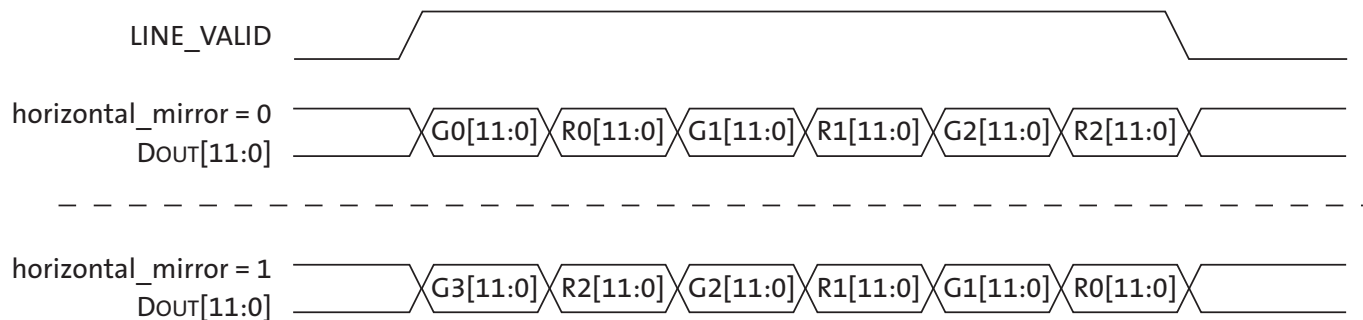 LINE_VALID
horizontal_mirror = 0
DOUT[11:0]
G0[11:0] R0[11:0] G1[11:0] R1[11:0] G2[11:0] R2[11:0]
horizontal_mirror = 1
DOUT[11:0]
G3[11:0] R2[11:0] G2[11:0] R1[11:0] G1[11:0] R0[11:0]